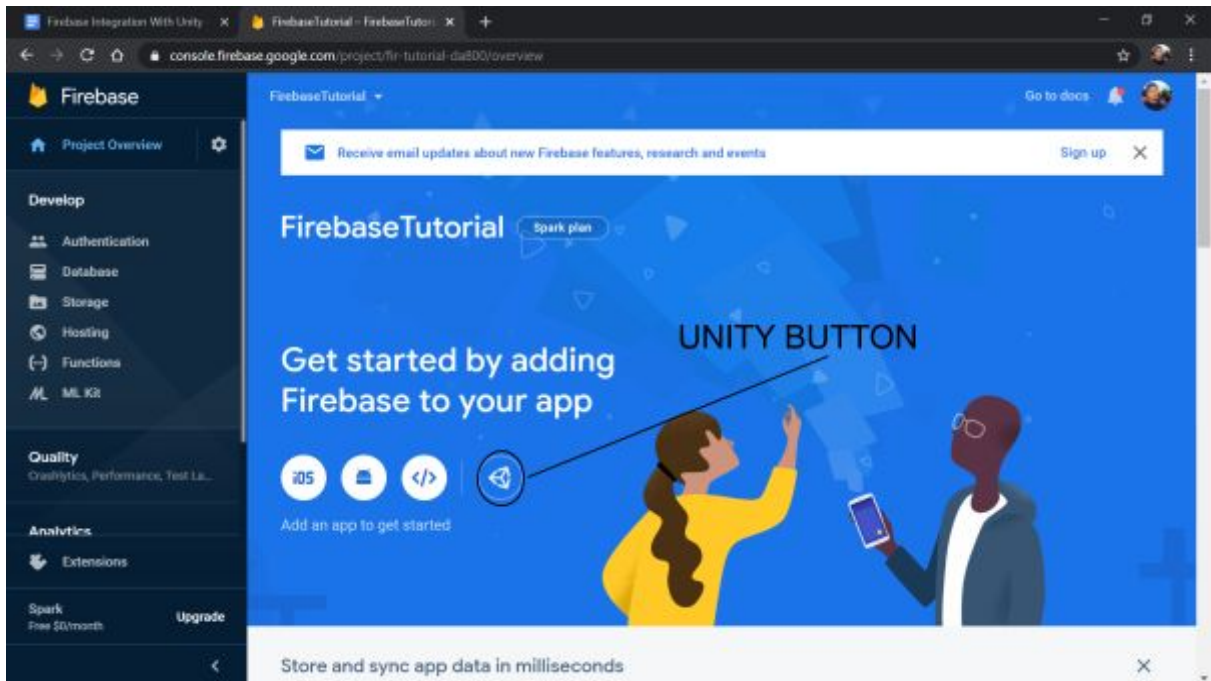 Firebase Integration With Unity
FirebaseTutorial - FirebaseTutori
console.firebase.google.com/project/fir-tutorial-da800/overview
Firebase
FirebaseTutorial
Go to docs
Project Overview
Receive email updates about new Firebase features, research and events
Sign up
Develop
Authentication
Database
Storage
Hosting
Functions
ML Kit
Quality
Crashlytics, Performance, Test La...
Analytics
Extensions
Spark
Free $0/month
Upgrade
FirebaseTutorial
Spark plan
UNITY BUTTON
Get started by adding
Firebase to your app
iOS
Add an app to get started
Store and sync app data in milliseconds